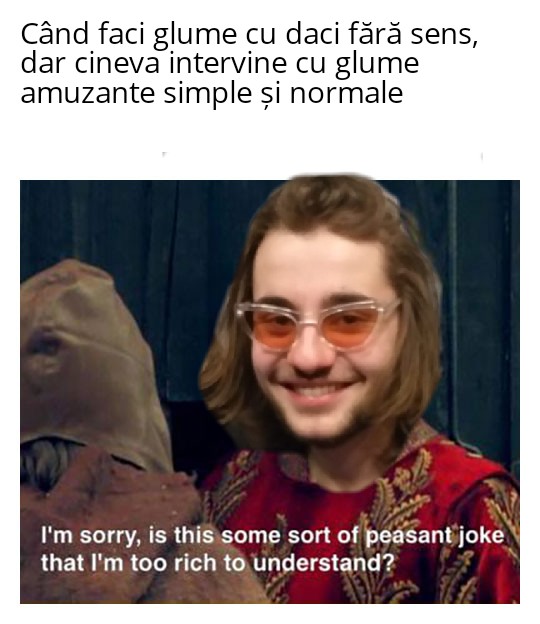 Când faci glume cu daci fără sens,
dar cineva intervine cu glume
amuzante simple și normale
I'm sorry, is this some sort of peasant joke
that I'm too rich to understand?